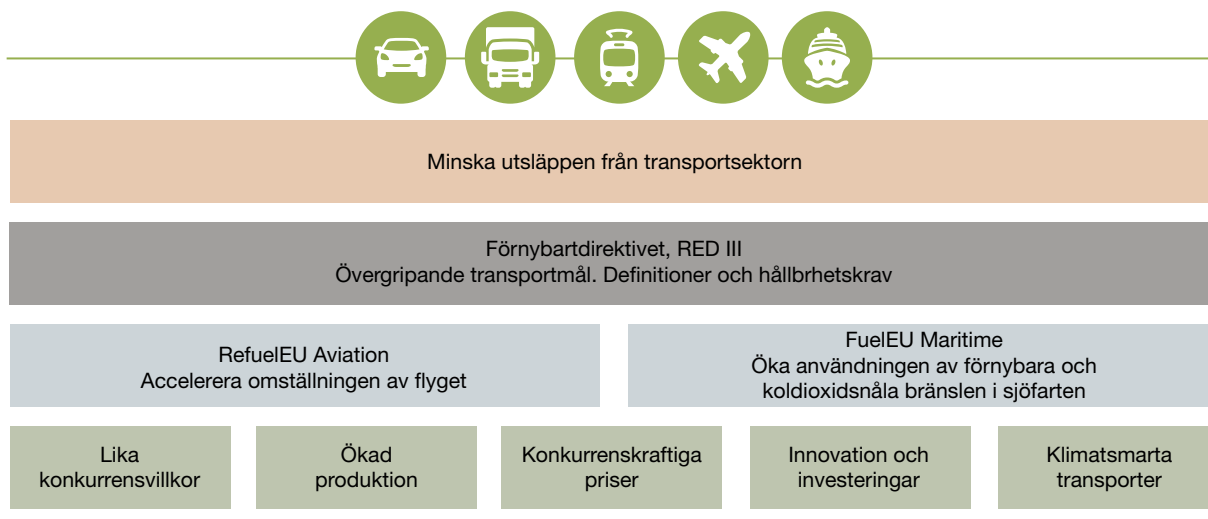 Minska utsläppen från transportsektorn
Förnybartdirektivet, RED III
Övergripande transportmål. Definitioner och hållbrhetskrav
RefuelEU Aviation
Accelerera omställningen av flyget
FuelEU Maritime
Öka användningen av förnybara och
koldioxidsnåla bränslen i sjöfarten
Lika
konkurrensvillkor
Ökad
produktion
Konkurrenskraftiga
priser
Innovation och
investeringar
Klimatsmarta
transporter